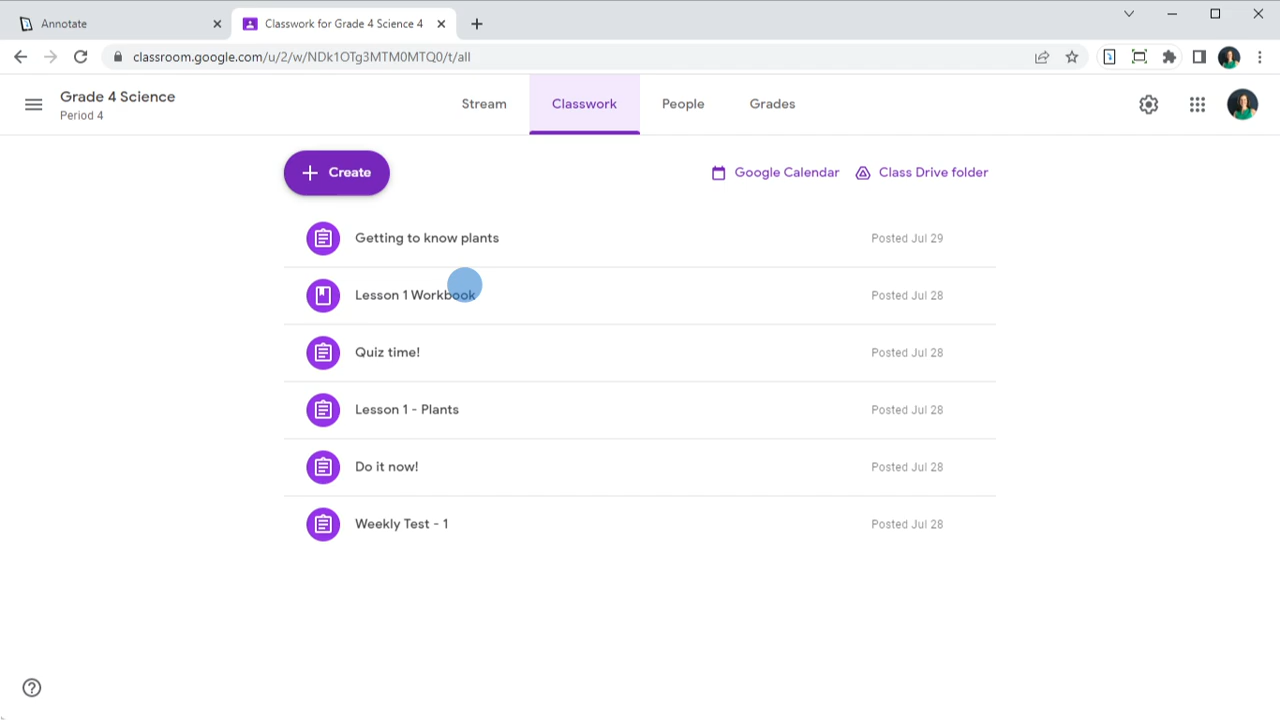 Annotate
Classwork for Grade 4 Science 4
classroom.google.com/u/2/w/NDk1OTg3MTM0MTQ0/t/all
Grade 4 Science
Period 4
Stream
Classwork
People
Grades
Create
Google Calendar
Class Drive folder
Getting to know plants Posted Jul 29
Lesson 1 Workbook Posted Jul 28
Quiz time! Posted Jul 28
Lesson 1 - Plants Posted Jul 28
Do it now! Posted Jul 28
Weekly Test - 1 Posted Jul 28